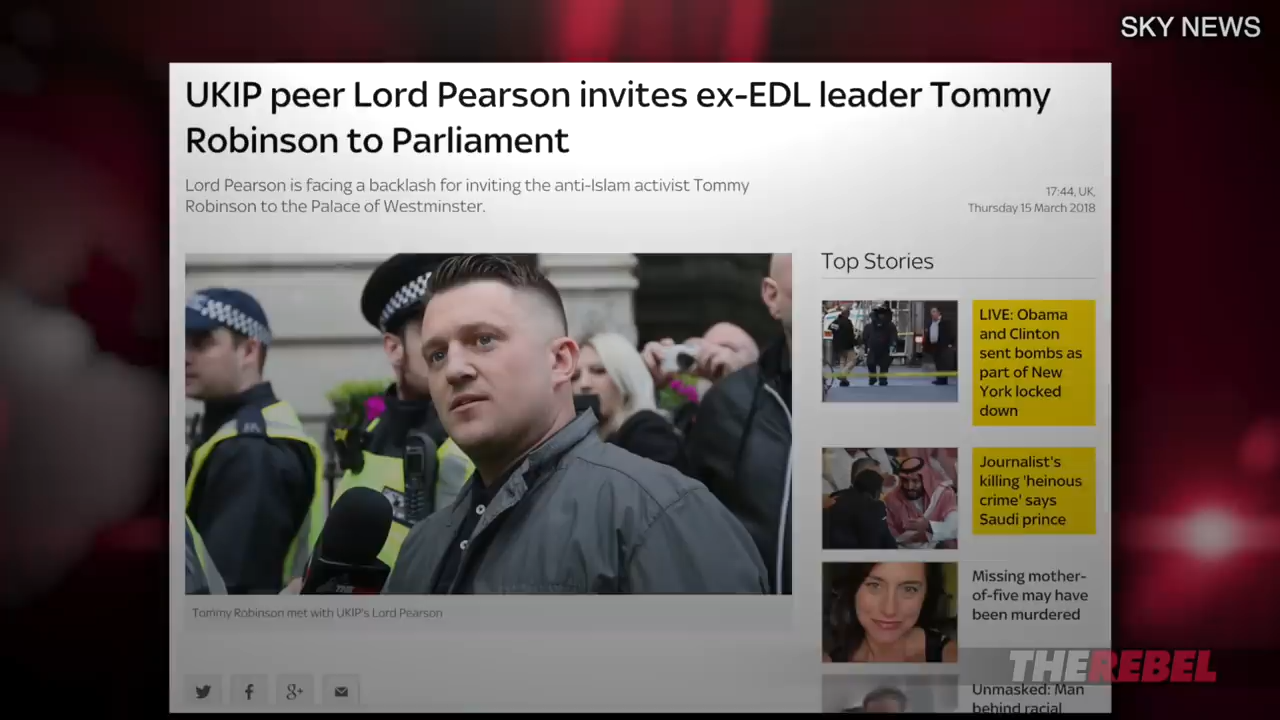 SKY NEWS
UKIP peer Lord Pearson invites ex-EDL leader Tommy
Robinson to Parliament
Lord Pearson is facing a backlash for inviting the anti-Islam activist Tommy
Robinson to the Palace of Westminster.
17:44, UK,
Thursday 15 March 2018
Tommy Robinson met with UKIP's Lord Pearson
Top Stories
LIVE: Obama
and Clinton
sent bombs as
part of New
York locked
down
Journalist's
killing 'heinous
crime' says
Saudi prince
Missing mother-
of-five may have
been murdered
Unmasked: Man
behind racial
THE REBEL